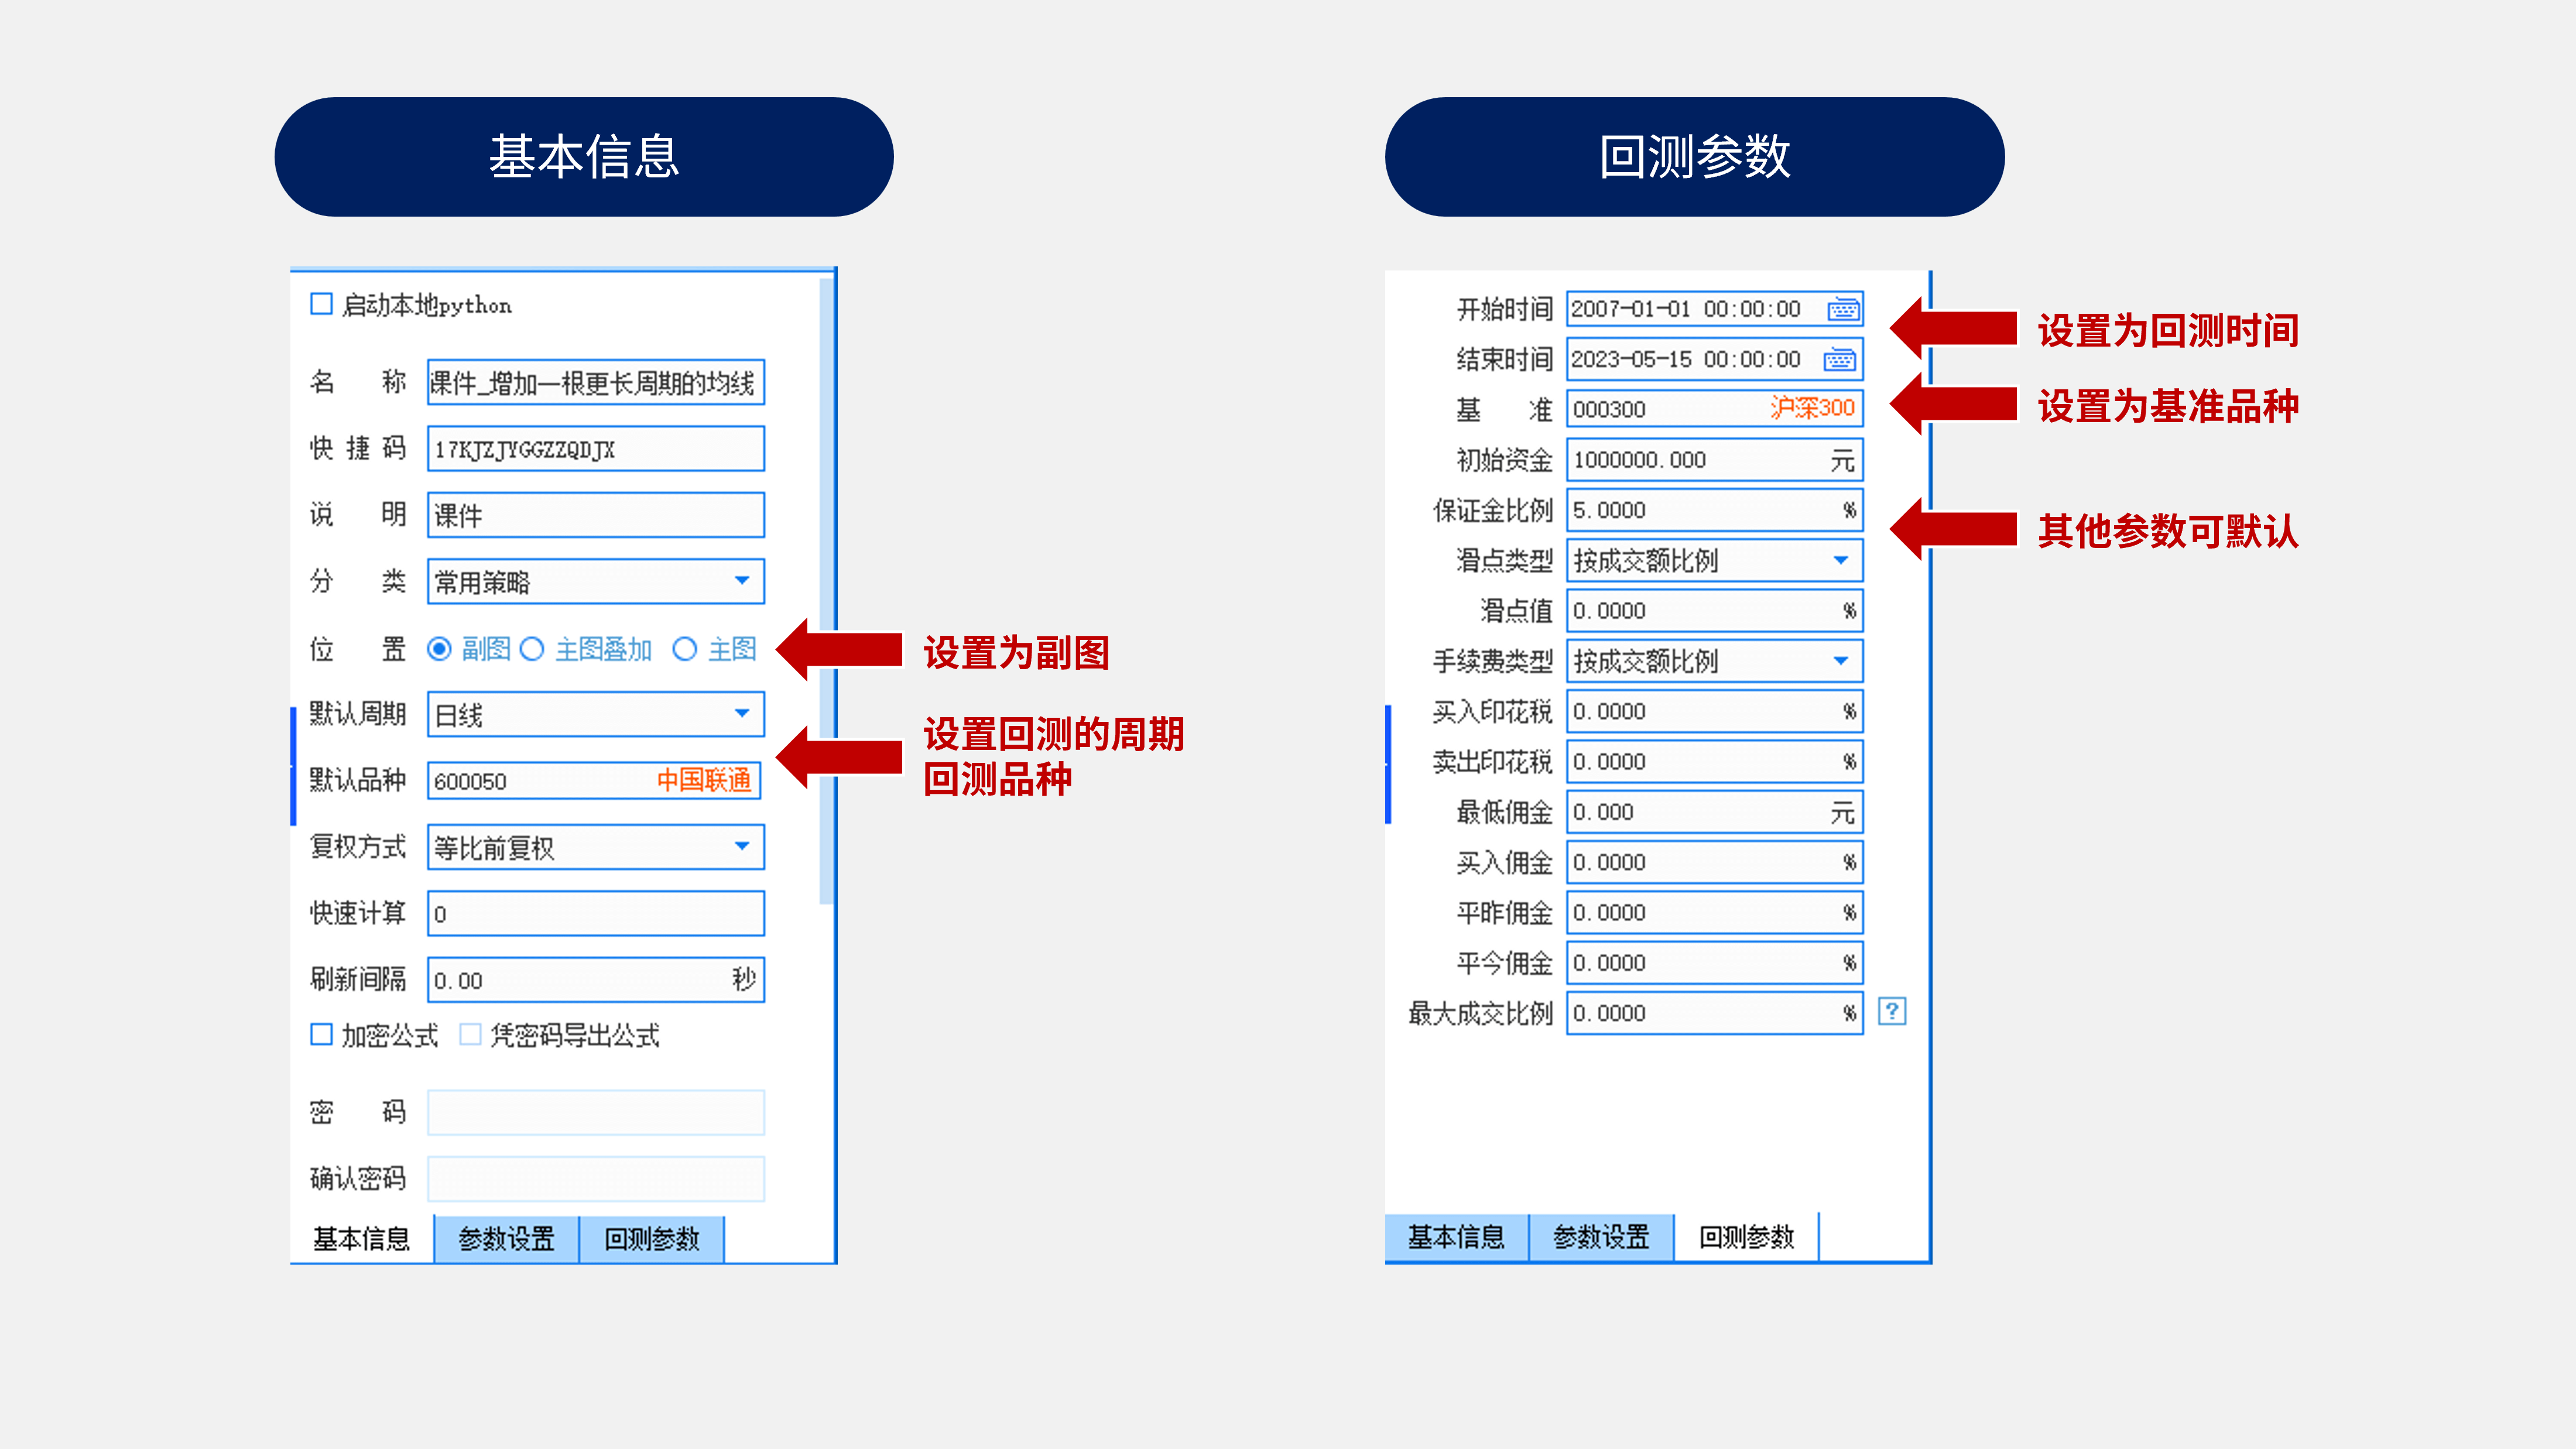 基本信息
启动本地python
名 称 课件_增加一根更长周期的均线
快 捷 码 17KJZJYGGZZQDJX
说 明 课件
分 类 常用策略
位 置 副图 主图叠加 主图
设置为副图
默认周期 日线
设置回测的周期
回测品种
默认品种 600050 中国联通
复权方式 等比前复权
快速计算 0
刷新间隔 0.00 秒
加密公式 凭密码导出公式
密 码
确认密码
基本信息 参数设置 回测参数
回测参数
开始时间 2007-01-01 00:00:00
设置为回测时间
结束时间 2023-05-15 00:00:00
基 准 000300 沪深300
设置为基准品种
初始资金 1000000.000 元
保证金比例 5.0000 %
其他参数可默认
滑点类型 按成交额比例
滑点值 0.0000 %
手续费类型 按成交额比例
买入印花税 0.0000 %
卖出印花税 0.0000 %
最低佣金 0.000 元
买入佣金 0.0000 %
平昨佣金 0.0000 %
平今佣金 0.0000 %
最大成交比例 0.0000 % ?
基本信息 参数设置 回测参数